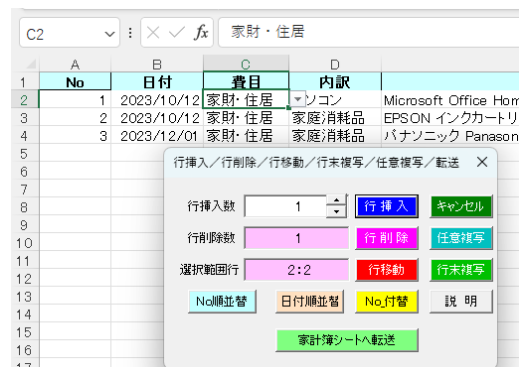 C2 fx 家財・住居
A B C D
1 No 日付 費目 内訳
2 1 2023/10/12 家財・住居 ソコン Microsoft Office Hom
3 2 2023/10/12 家財・住居 家庭消耗品 EPSON インクカートリ
4 3 2023/12/01 家財・住居 家庭消耗品 パナソニック Panason
5
6
7
8
9
10
11
12
13
14
15
16
行挿入／行削除／行移動／行末複写／任意複写／転送 ×
行挿入数 1 行 挿 入 キャンセル
行削除数 1 行 削 除 任意複写
選択範囲行 2:2 行移動 行末複写
No順並替 日付順並替 No_付替 説 明
家計簿シートへ転送